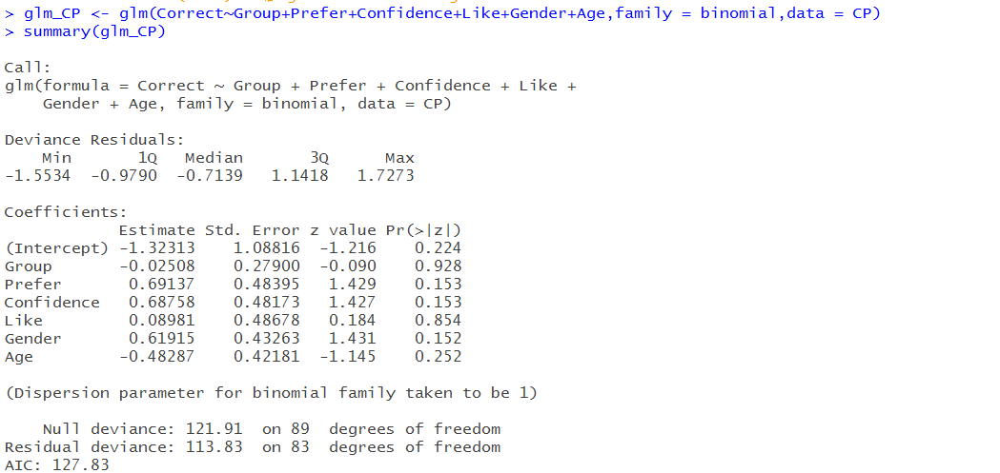 > glm_CP <- glm(Correct~Group+Prefer+Confidence+Like+Gender+Age,family = binomial,data = CP)
> summary(glm_CP)
Call:
glm(formula = Correct ~ Group + Prefer + Confidence + Like +
    Gender + Age, family = binomial, data = CP)
Deviance Residuals:
    Min       1Q   Median       3Q      Max
-1.5534  -0.9790  -0.7139   1.1418   1.7273
Coefficients:
            Estimate Std. Error z value Pr(>|z|)
(Intercept) -1.32313    1.08816  -1.216    0.224
Group       -0.02508    0.27900  -0.090    0.928
Prefer       0.69137    0.48395   1.429    0.153
Confidence   0.68758    0.48173   1.427    0.153
Like         0.08981    0.48678   0.184    0.854
Gender       0.61915    0.43263   1.431    0.152
Age         -0.48287    0.42181  -1.145    0.252
(Dispersion parameter for binomial family taken to be 1)
    Null deviance: 121.91  on 89  degrees of freedom
Residual deviance: 113.83  on 83  degrees of freedom
AIC: 127.83